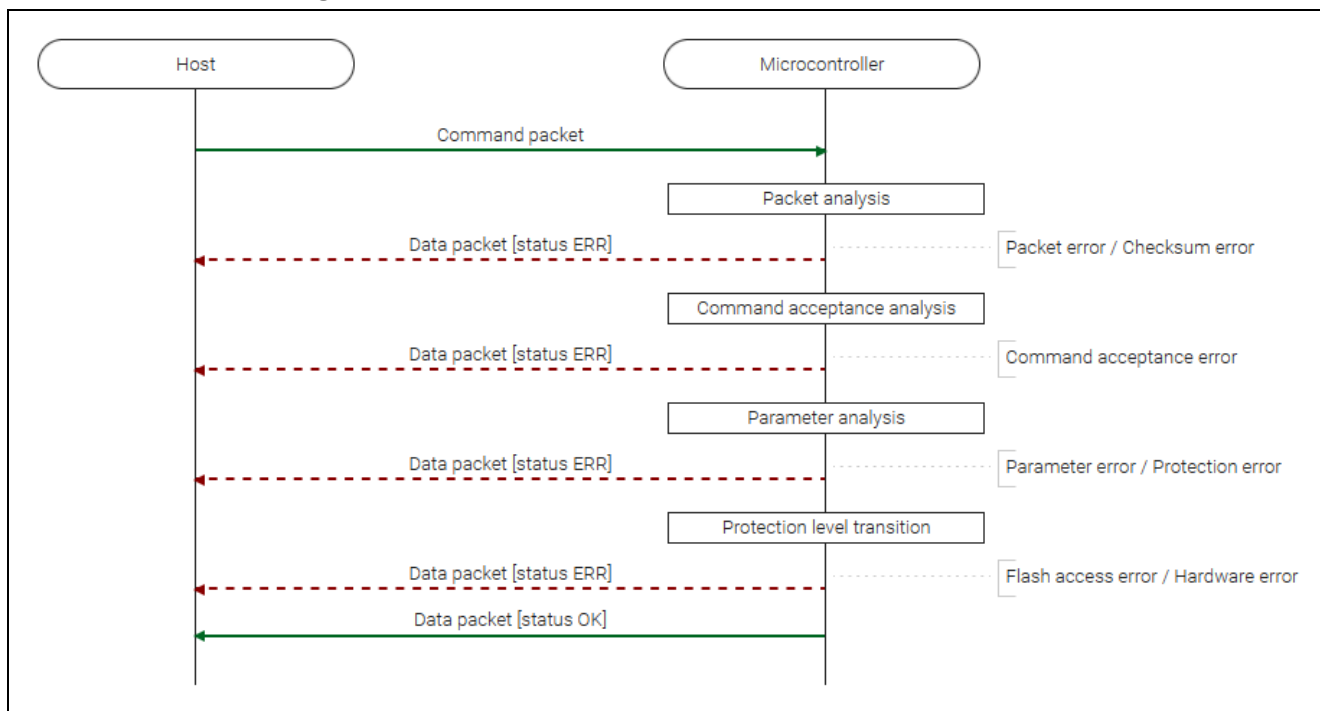 Host
Microcontroller
Command packet
Packet analysis
Data packet [status ERR]
Packet error / Checksum error
Command acceptance analysis
Data packet [status ERR]
Command acceptance error
Parameter analysis
Data packet [status ERR]
Parameter error / Protection error
Protection level transition
Data packet [status ERR]
Flash access error / Hardware error
Data packet [status OK]